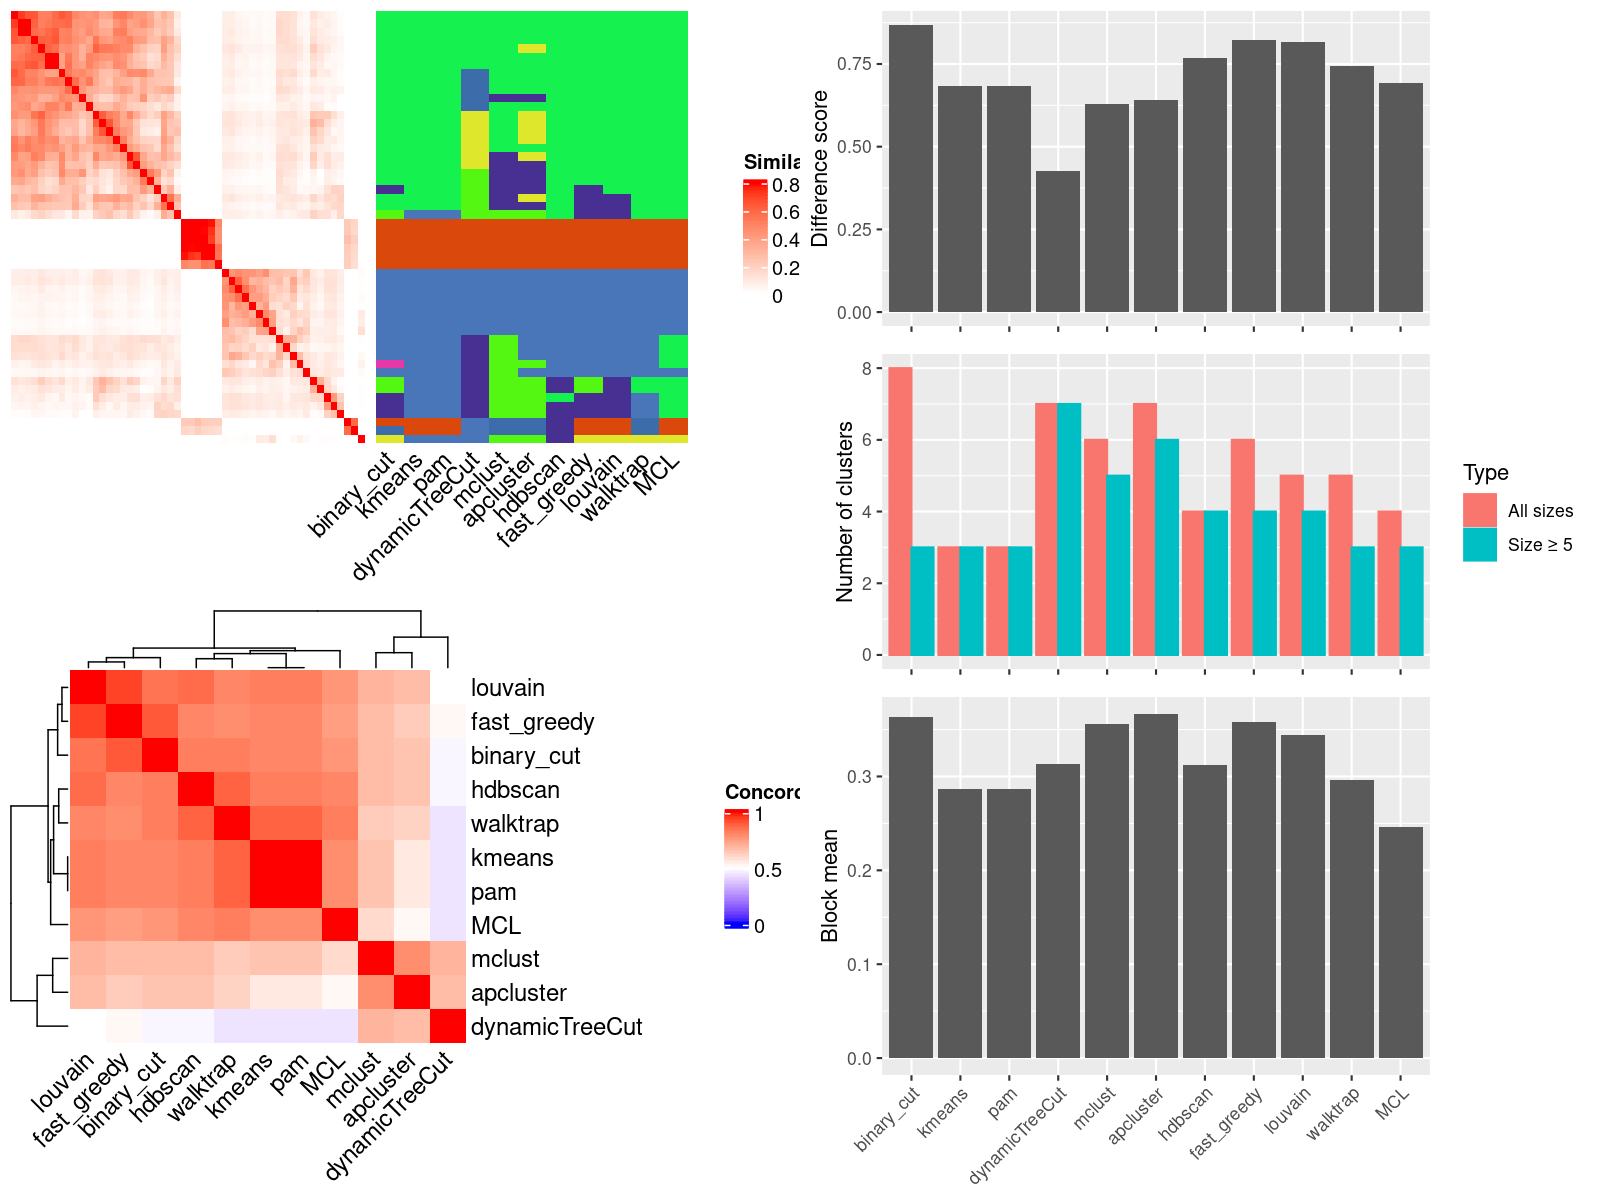 Simila
0.8
0.6
0.4
0.2
0
binary_cut
kmeans
pam
dynamicTreeCut
mclust
apcluster
hdbscan
fast_greedy
louvain
walktrap
MCL
louvain
fast_greedy
binary_cut
hdbscan
walktrap
kmeans
pam
MCL
mclust
apcluster
dynamicTreeCut
louvain
fast_greedy
binary_cut
hdbscan
walktrap
kmeans
pam
MCL
mclust
apcluster
dynamicTreeCut
Concord
1
0.5
0
Difference score
0.75
0.50
0.25
0.00
Number of clusters
8
6
4
2
0
Type
All sizes
Size ≥ 5
Block mean
0.3
0.2
0.1
0.0
binary_cut
kmeans
pam
dynamicTreeCut
mclust
apcluster
hdbscan
fast_greedy
louvain
walktrap
MCL